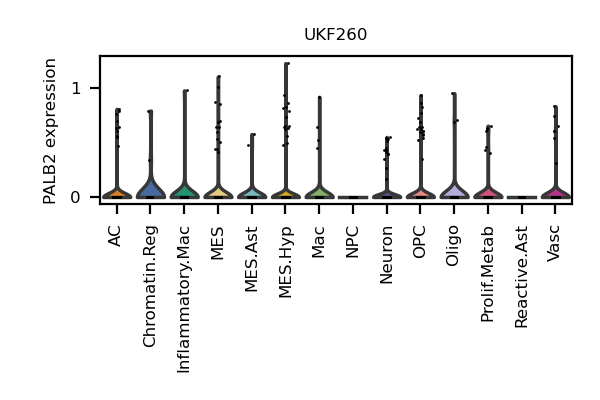 UKF260
PALB2 expression
1
0
AC
Chromatin.Reg
Inflammatory.Mac
MES
MES.Ast
MES.Hyp
Mac
NPC
Neuron
OPC
Oligo
Prolif.Metab
Reactive.Ast
Vasc